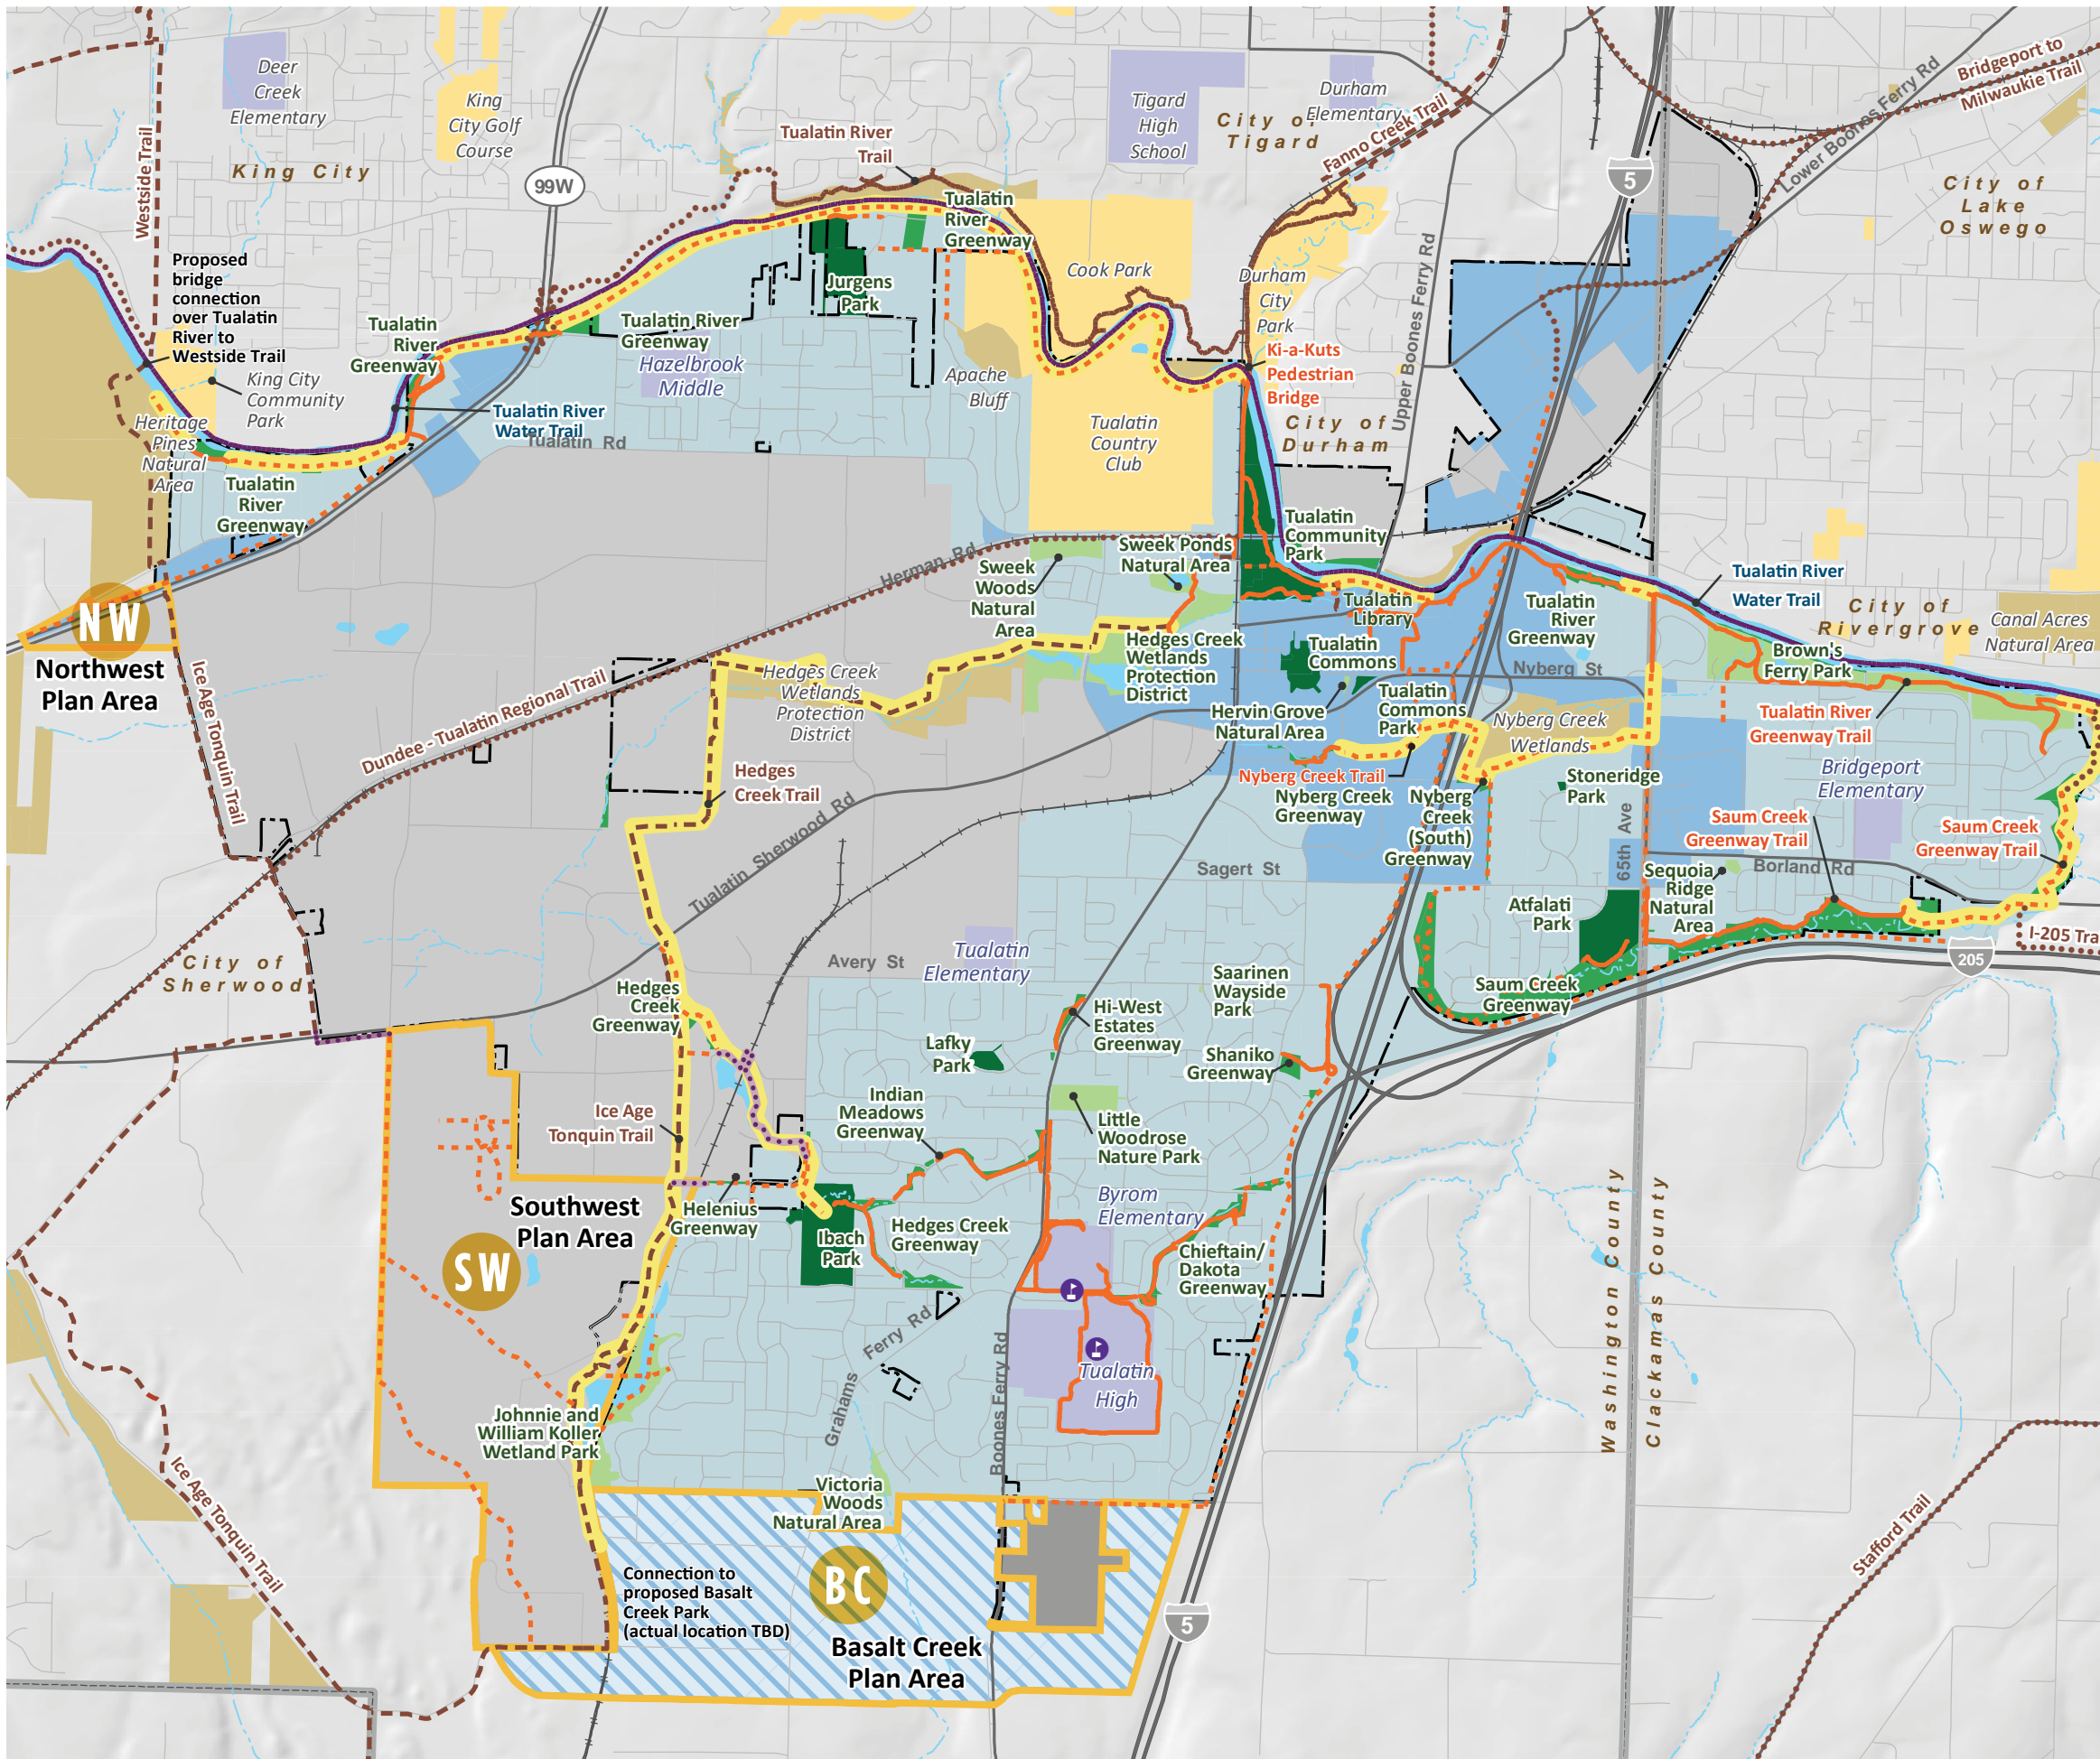 Deer
Creek
Elementary
King
City Golf
Course
King City
99W
Westside Trail
Tualatin River
Trail
Tigard
High
School
City of
Tigard
Durham
Elementary
Fanno Creek Trail
5
Bridgeport to
Milwaukie Trail
Lower Boones Ferry Rd
City of
Lake
Oswego
Proposed
bridge
connection
over Tualatin
River to
Westside Trail
King City
Community
Park
Heritage
Pines
Natural
Area
Tualatin
River
Greenway
Tualatin
River
Greenway
Tualatin River
Water Trail
Tualatin Rd
Tualatin River
Greenway
Hazelbrook
Middle
Jurgens
Park
Tualatin
River
Greenway
Cook Park
Apache
Bluff
Tualatin
Country
Club
Durham
City
Park
Ki-a-Kuts
Pedestrian
Bridge
City of
Durham
Upper Boones Ferry Rd
NW
Northwest
Plan Area
Ice Age Tonquin Trail
Dundee - Tualatin Regional Trail
Herman Rd
Sweek
Woods
Natural
Area
Sweek Ponds
Natural Area
Tualatin
Community
Park
Tualatin
Library
Tualatin
Commons
Hedges Creek
Wetlands
Protection
District
Hedges Creek
Wetlands
Protection
District
Hervin Grove
Natural Area
Tualatin
Commons
Park
Nyberg St
Tualatin
River
Greenway
Tualatin River
Water Trail
City of
Rivergrove
Canal Acres
Natural Area
Brown's
Ferry Park
Tualatin River
Greenway Trail
Nyberg Creek
Wetlands
Nyberg Creek Trail
Nyberg Creek
Greenway
Nyberg
Creek
(South)
Greenway
Stoneridge
Park
Bridgeport
Elementary
Saum Creek
Greenway Trail
Saum Creek
Greenway Trail
65th Ave
Borland Rd
Sequoia
Ridge
Natural
Area
Atfalati
Park
Saum Creek
Greenway
I-205 Tra
205
Hedges
Creek Trail
Tualatin Sherwood Rd
Sagert St
Avery St
Tualatin
Elementary
City of
Sherwood
Hedges
Creek
Greenway
Lafky
Park
Hi-West
Estates
Greenway
Saarinen
Wayside
Park
Shaniko
Greenway
Indian
Meadows
Greenway
Little
Woodrose
Nature Park
Ice Age
Tonquin Trail
Southwest
Plan Area
SW
Helenius
Greenway
Ibach
Park
Hedges Creek
Greenway
Byrom
Elementary
Chieftain/
Dakota
Greenway
Tualatin
High
Grahams
Ferry Rd
Boones Ferry Rd
Johnnie and
William Koller
Wetland Park
Victoria
Woods
Natural Area
Washington County
Clackamas County
Ice Age Tonquin Trail
Connection to
proposed Basalt
Creek Park
(actual location TBD)
BC
Basalt Creek
Plan Area
5
Stafford Trail